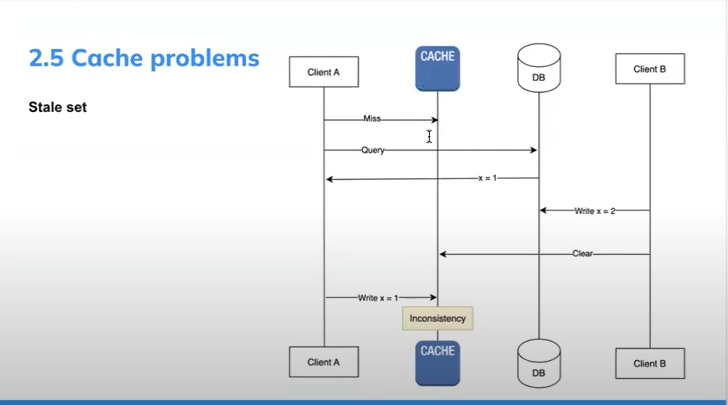 2.5 Cache problems
Stale set
Client A
CACHE
DB
Client B
Miss
Query
x = 1
Write x = 2
Clear
Write x = 1
Inconsistency
Client A
CACHE
DB
Client B